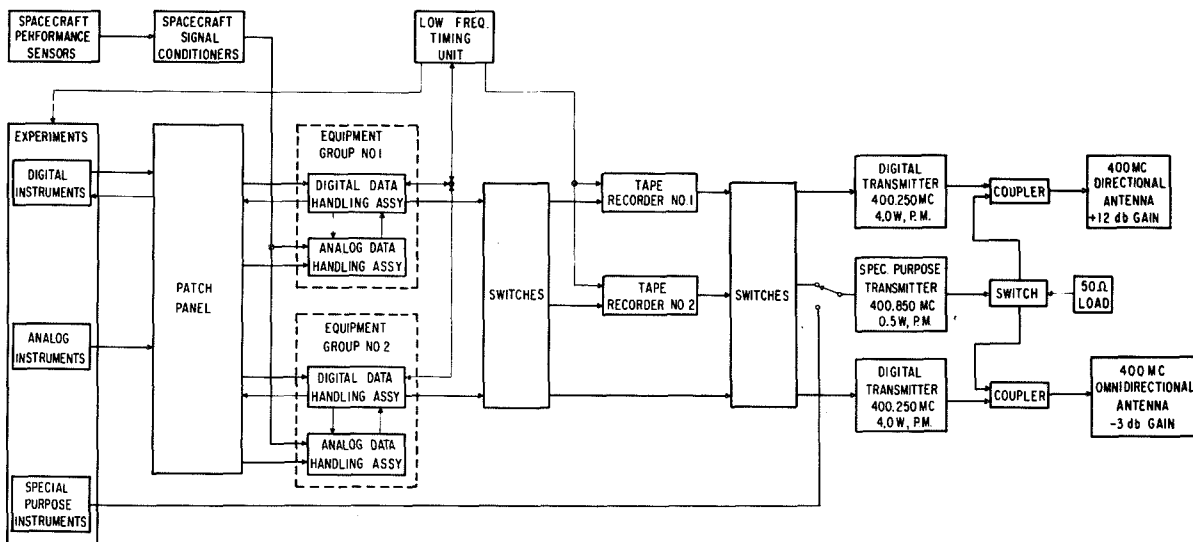 SPACECRAFT
PERFORMANCE
SENSORS
SPACECRAFT
SIGNAL
CONDITIONERS
LOW FREQ.
TIMING
UNIT
EXPERIMENTS
DIGITAL
INSTRUMENTS
ANALOG
INSTRUMENTS
SPECIAL
PURPOSE
INSTRUMENTS
PATCH
PANEL
EQUIPMENT
GROUP NO.1
DIGITAL DATA
HANDLING ASSY
ANALOG DATA
HANDLING ASSY
EQUIPMENT
GROUP NO.2
DIGITAL DATA
HANDLING ASSY
ANALOG DATA
HANDLING ASSY
SWITCHES
TAPE
RECORDER NO.1
TAPE
RECORDER NO.2
SWITCHES
DIGITAL
TRANSMITTER
400.250 MC
4.0 W, P.M.
SPEC. PURPOSE
TRANSMITTER
400.850 MC
0.5 W, P.M.
DIGITAL
TRANSMITTER
400.250 MC
4.0 W, P.M.
COUPLER
SWITCH
COUPLER
50Ω
LOAD
400 MC
DIRECTIONAL
ANTENNA
+12 db GAIN
400 MC
OMNIDIRECTIONAL
ANTENNA
-3 db GAIN